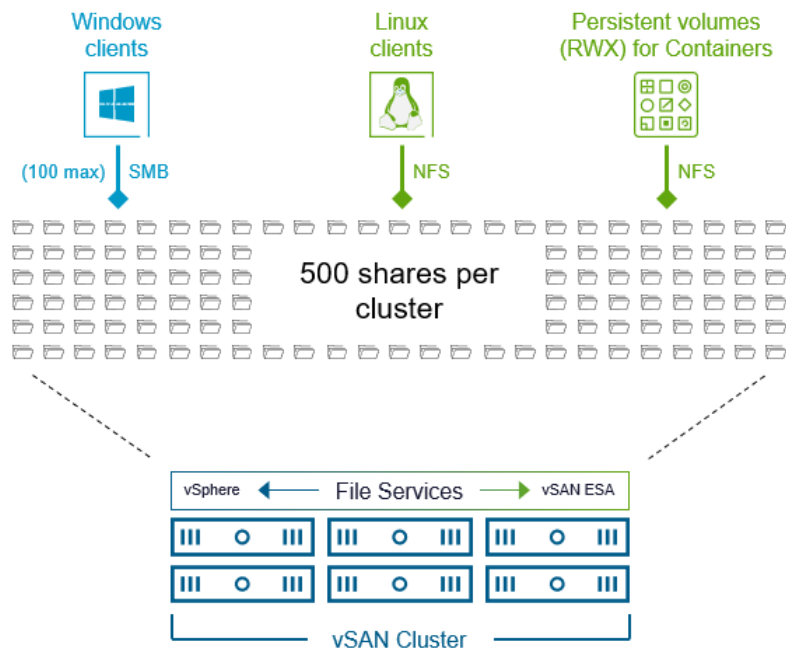 Windows
clients
Linux
clients
Persistent volumes
(RWX) for Containers
(100 max)
SMB
NFS
NFS
500 shares per
cluster
vSphere
File Services
vSAN ESA
vSAN Cluster